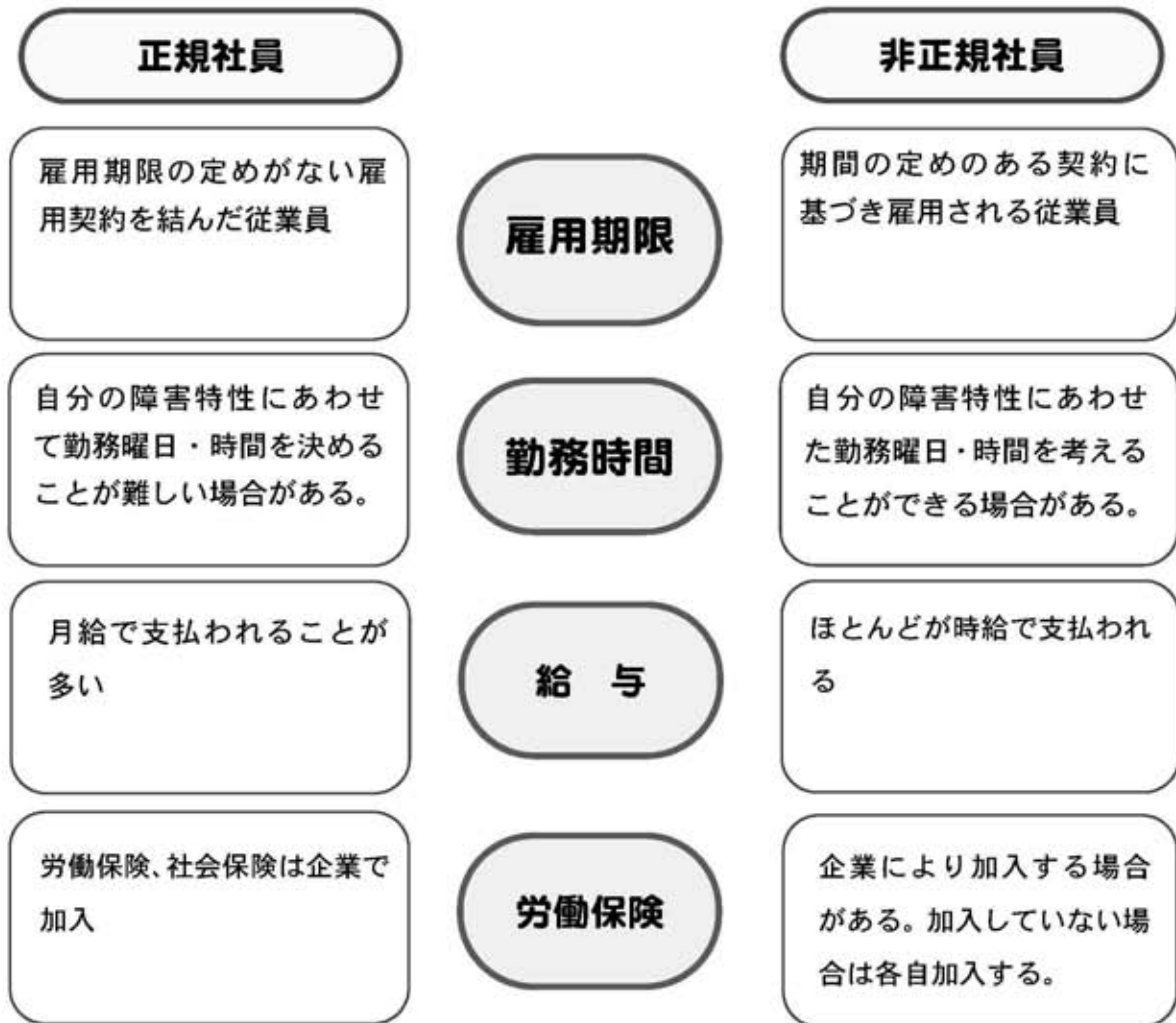 正規社員
非正規社員
雇用期限の定めがない雇
用契約を結んだ従業員
雇用期限
期間の定めのある契約に
基づき雇用される従業員
自分の障害特性にあわせ
て勤務曜日・時間を決める
ことが難しい場合がある。
勤務時間
自分の障害特性にあわせ
た勤務曜日・時間を考える
ことができる場合がある。
月給で支払われることが
多い
給　与
ほとんどが時給で支払われ
る
労働保険、社会保険は企業で
加入
労働保険
企業により加入する場合
がある。加入していない場
合は各自加入する。